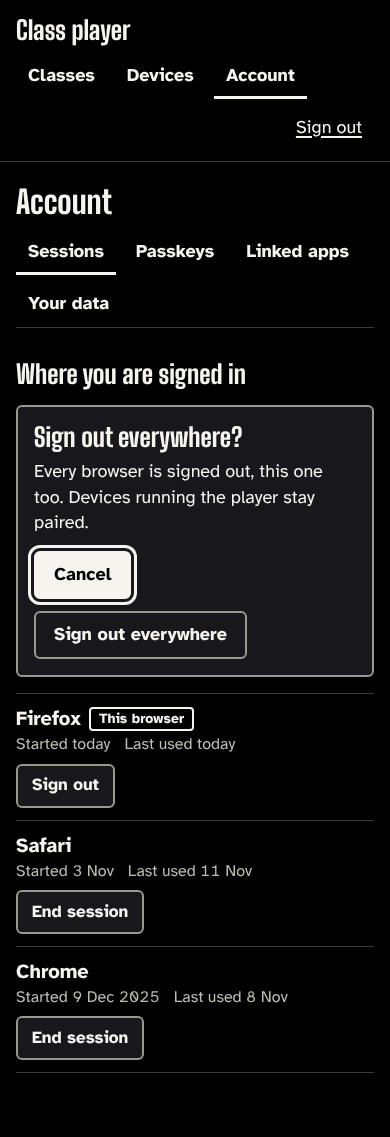 Class player
Classes Devices Account
Sign out
Account
Sessions Passkeys Linked apps
Your data
Where you are signed in
Sign out everywhere?
Every browser is signed out, this one
too. Devices running the player stay
paired.
Cancel
Sign out everywhere
Firefox This browser
Started today Last used today
Sign out
Safari
Started 3 Nov Last used 11 Nov
End session
Chrome
Started 9 Dec 2025 Last used 8 Nov
End session